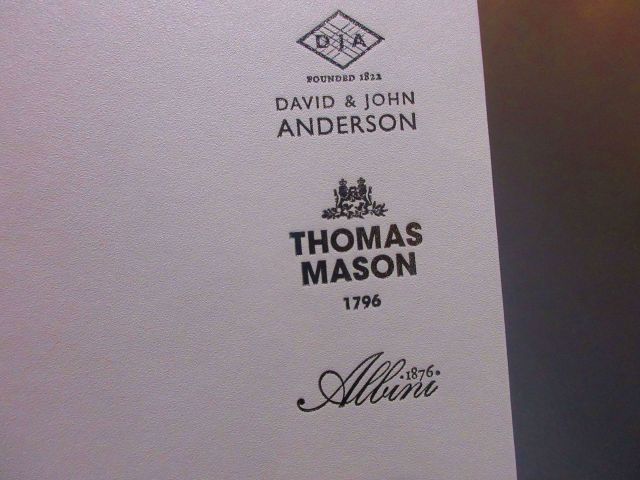 DJA
FOUNDED 1822
DAVID & JOHN
ANDERSON
THOMAS
MASON
1796
Albini ·1876·